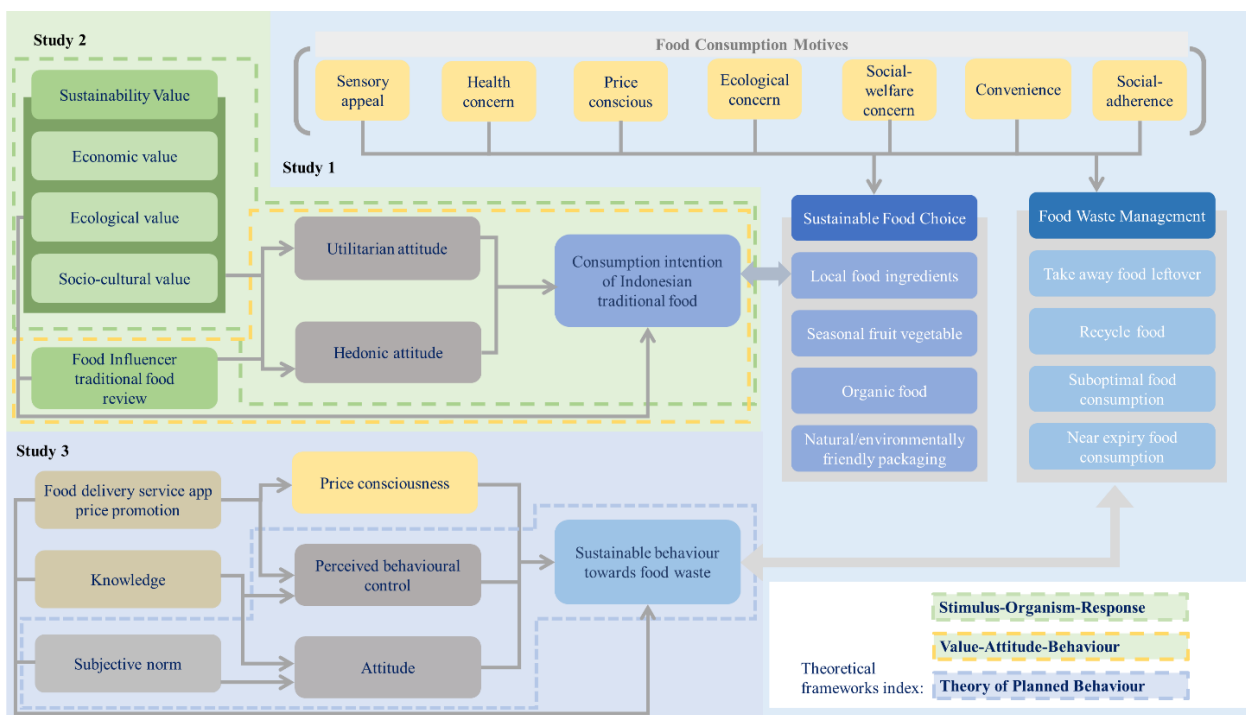 Study 2
Sustainability Value
Economic value
Ecological value
Socio-cultural value
Food Influencer
traditional food
review
Utilitarian attitude
Hedonic attitude
Consumption intention
of Indonesian
traditional food
Study 1
Food Consumption Motives
Sensory
appeal
Health
concern
Price
conscious
Ecological
concern
Social-
welfare
concern
Convenience
Social-
adherence
Sustainable Food Choice
Local food ingredients
Seasonal fruit vegetable
Organic food
Natural/environmentally
friendly packaging
Food Waste Management
Take away food leftover
Recycle food
Suboptimal food
consumption
Near expiry food
consumption
Study 3
Food delivery service app
price promotion
Knowledge
Subjective norm
Price consciousness
Perceived behavioural
control
Attitude
Sustainable behaviour
towards food waste
Theoretical
frameworks index:
Stimulus-Organism-Response
Value-Attitude-Behaviour
Theory of Planned Behaviour